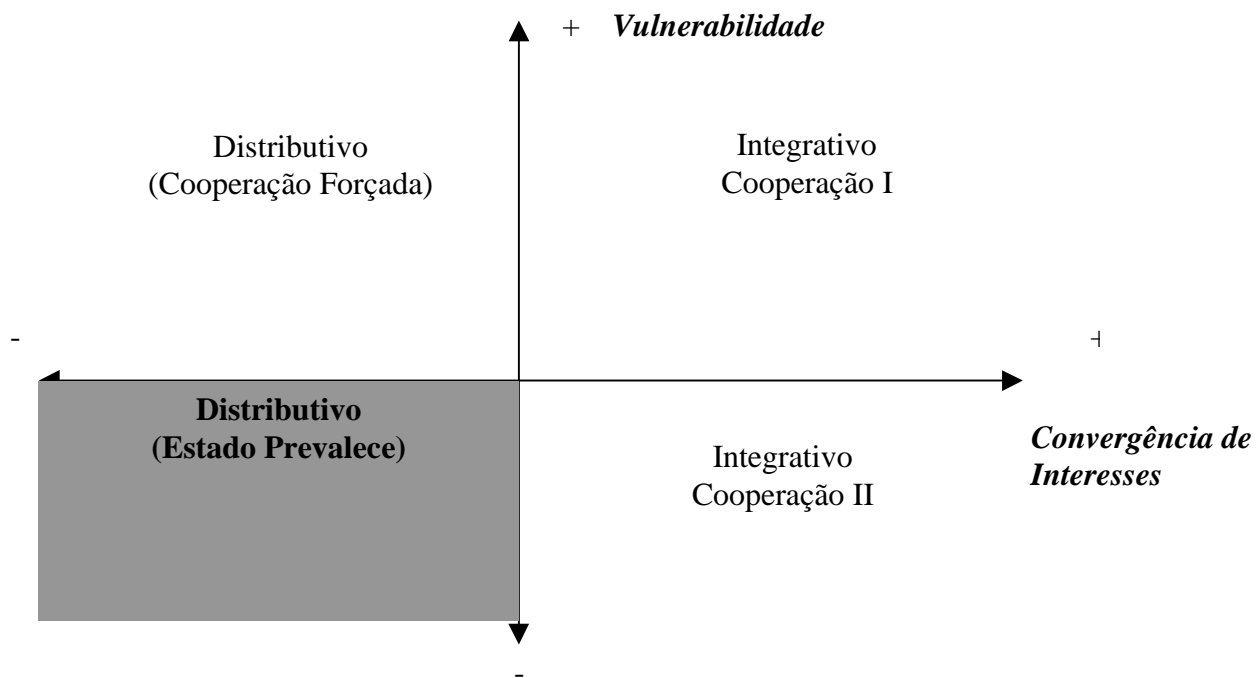 + Vulnerabilidade
Distributivo
(Cooperação Forçada)
Integrativo
Cooperação I
-
+
Distributivo
(Estado Prevalece)
Convergência de
Interesses
Integrativo
Cooperação II
-